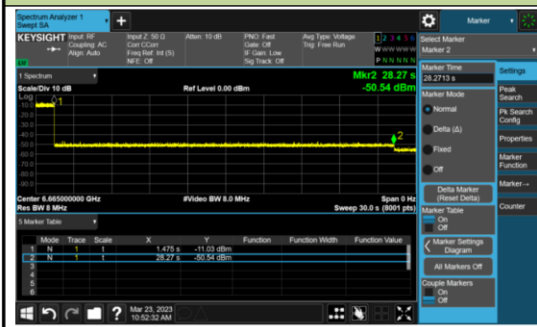 Spectrum Analyzer 1
Swept SA
+
Marker
KEYSIGHT
Input: RF
Coupling: AC
Align: Auto
Input Z: 50 Ω
Corr CCorr
Freq Ref: Int (S)
NFE: Off
Atten: 10 dB
PNO: Fast
Gate: Off
IF Gain: Low
Sig Track: Off
Avg Type: Voltage
Trig: Free Run
1 2 3 4 5 6
W W W W W W
P N N N N N
Select Marker
Marker 2
1 Spectrum
Scale/Div 10 dB
Ref Level 0.00 dBm
Mkr2 28.27 s
-50.54 dBm
Log
1
2
Center 6.665000000 GHz
Res BW 8 MHz
#Video BW 8.0 MHz
Span 0 Hz
Sweep 30.0 s (8001 pts)
5 Marker Table
Mode Trace Scale X Y Function Function Width Function Value
1 N 1 t 1.475 s -11.03 dBm
2 N 1 t 28.27 s -50.54 dBm
3
4
5
6
Marker Time
28.2713 s
Marker Mode
Normal
Delta (Δ)
Fixed
Off
Delta Marker
(Reset Delta)
Marker Table
On
Off
Marker Settings
Diagram
All Markers Off
Couple Markers
On
Off
Settings
Peak
Search
Pk Search
Config
Properties
Marker
Function
Marker→
Counter
?
Mar 23, 2023
10:52:32 AM